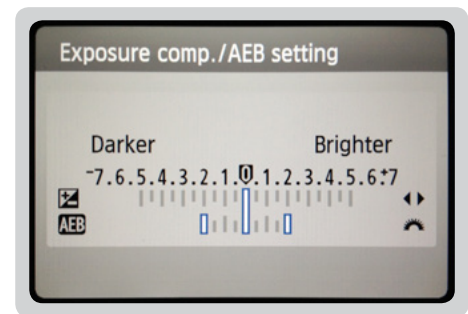 Exposure comp./AEB setting
Darker Brighter
-7.6.5.4.3.2.1.0.1.2.3.4.5.6.+7
AEB